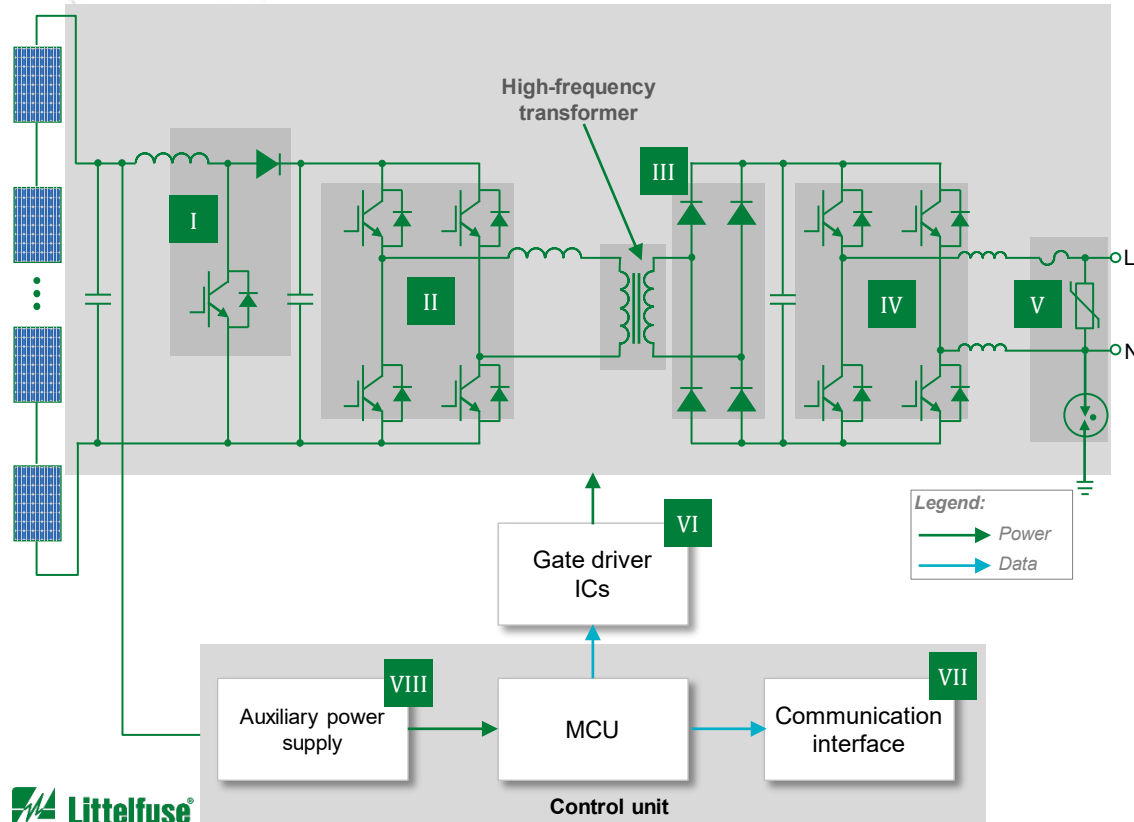 High-frequency
transformer
I
II
III
IV
V
L
N
VI
Gate driver
ICs
Legend:
Power
Data
VIII
Auxiliary power
supply
MCU
VII
Communication
interface
Control unit
Littelfuse®